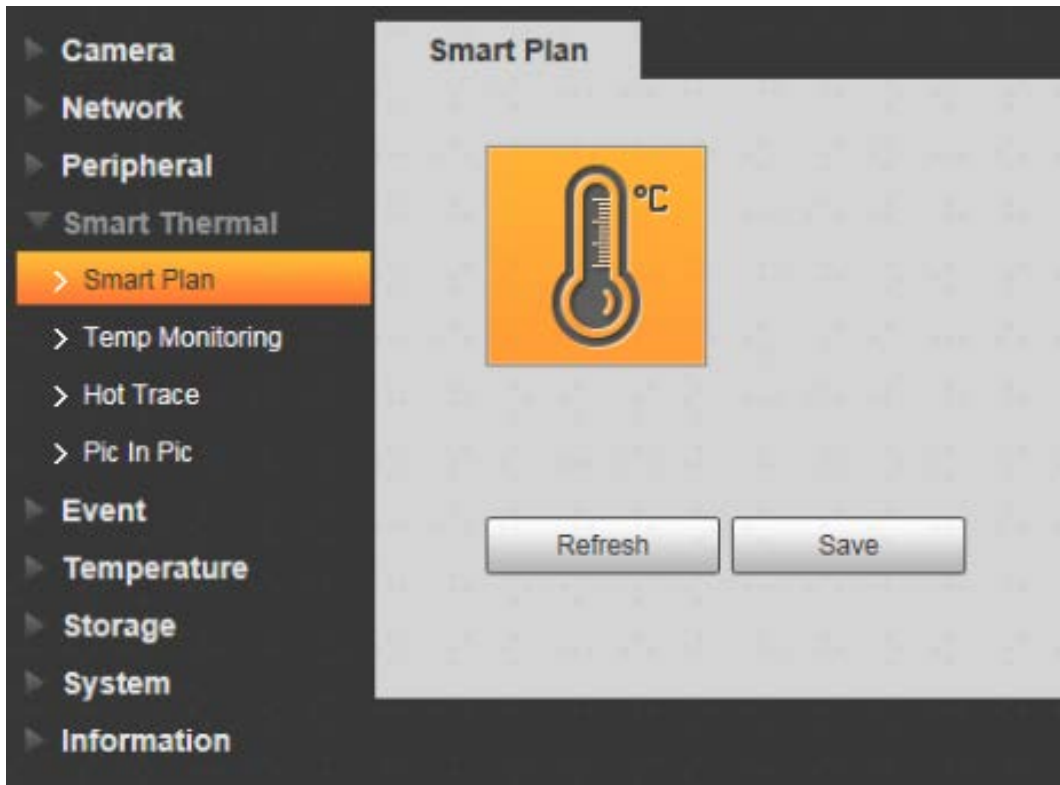 Camera
Network
Peripheral
Smart Thermal
Smart Plan
Temp Monitoring
Hot Trace
Pic In Pic
Event
Temperature
Storage
System
Information
Smart Plan
°C
Refresh
Save